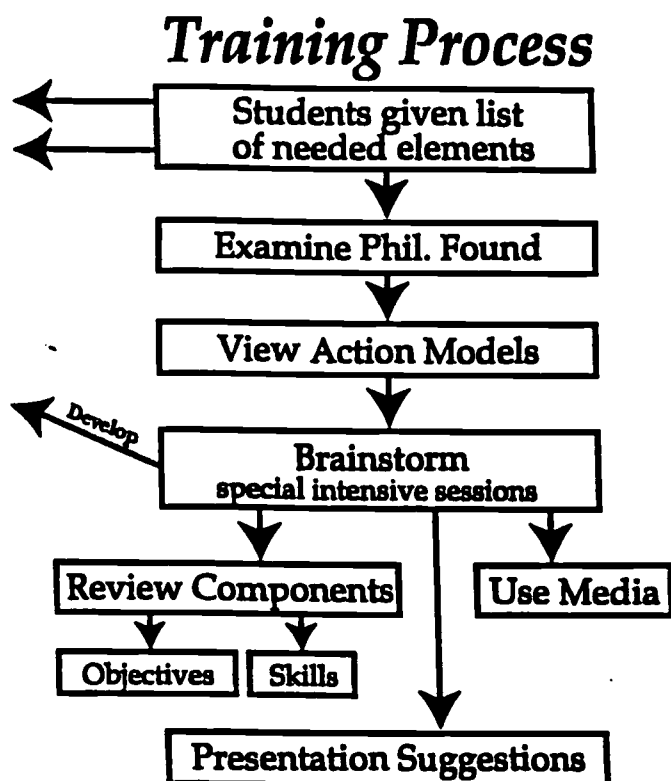 Training Process
Students given list
of needed elements
Examine Phil. Found
View Action Models
Develop
Brainstorm
special intensive sessions
Review Components
Use Media
Objectives
Skills
Presentation Suggestions